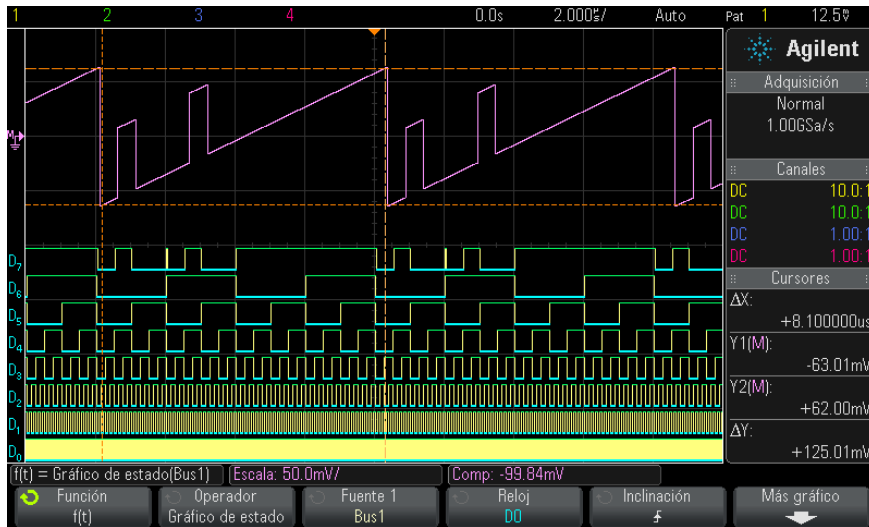 1 2 3 4 0.0s 2.000µs/ Auto Pat 1 12.5V
Agilent
Adquisición
Normal
1.00GSa/s
Canales
DC 10.0:1
DC 10.0:1
DC 1.00:1
DC 1.00:1
Cursores
ΔX:
+8.100000us
Y1(M):
-63.01mV
Y2(M):
+62.00mV
ΔY:
+125.01mV
M
D7
D6
D5
D4
D3
D2
D1
D0
f(t) = Gráfico de estado(Bus1) Escala: 50.0mV/ Comp: -99.84mV
Función Operador Fuente 1 Reloj Inclinación Más gráfico
f(t) Gráfico de estado Bus1 D0